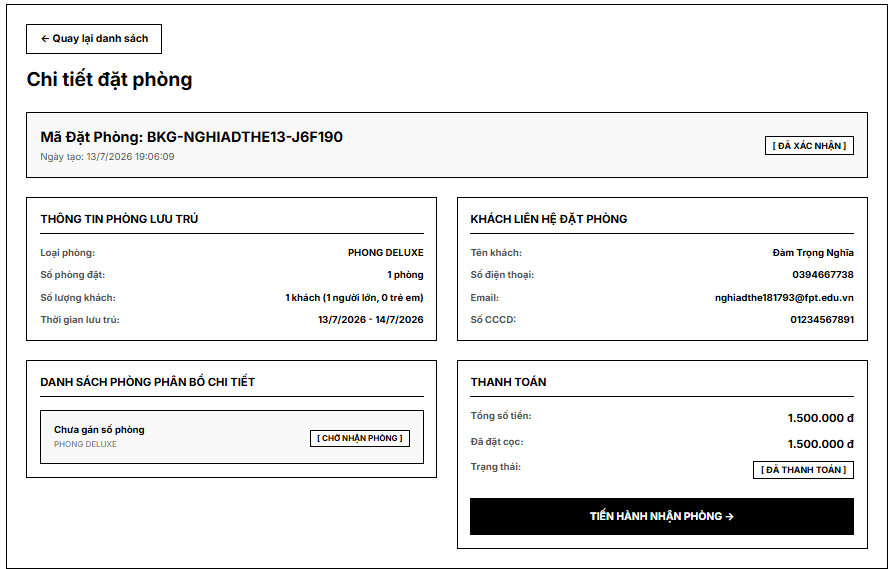 ← Quay lại danh sách
Chi tiết đặt phòng
Mã Đặt Phòng: BKG-NGHIADTHE13-J6F190
Ngày tạo: 13/7/2026 19:06:09
[ ĐÃ XÁC NHẬN ]
THÔNG TIN PHÒNG LƯU TRÚ
Loại phòng: PHONG DELUXE
Số phòng đặt: 1 phòng
Số lượng khách: 1 khách (1 người lớn, 0 trẻ em)
Thời gian lưu trú: 13/7/2026 - 14/7/2026
KHÁCH LIÊN HỆ ĐẶT PHÒNG
Tên khách: Đàm Trọng Nghĩa
Số điện thoại: 0394667738
Email: nghiadthe181793@fpt.edu.vn
Số CCCD: 01234567891
DANH SÁCH PHÒNG PHÂN BỔ CHI TIẾT
Chưa gán số phòng
PHONG DELUXE
[ CHỜ NHẬN PHÒNG ]
THANH TOÁN
Tổng số tiền: 1.500.000 đ
Đã đặt cọc: 1.500.000 đ
Trạng thái: [ ĐÃ THANH TOÁN ]
TIẾN HÀNH NHẬN PHÒNG →